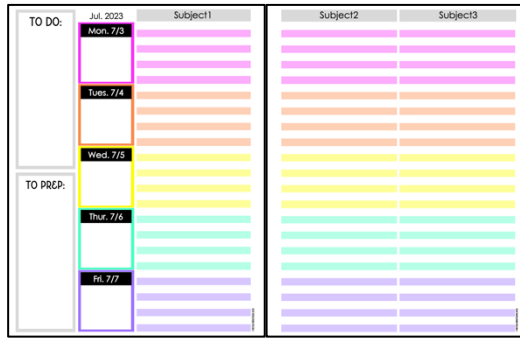 TO DO:
Jul. 2023
Subject1
Subject2
Subject3
Mon. 7/3
Tues. 7/4
Wed. 7/5
TO PREP:
Thur. 7/6
Fri. 7/7